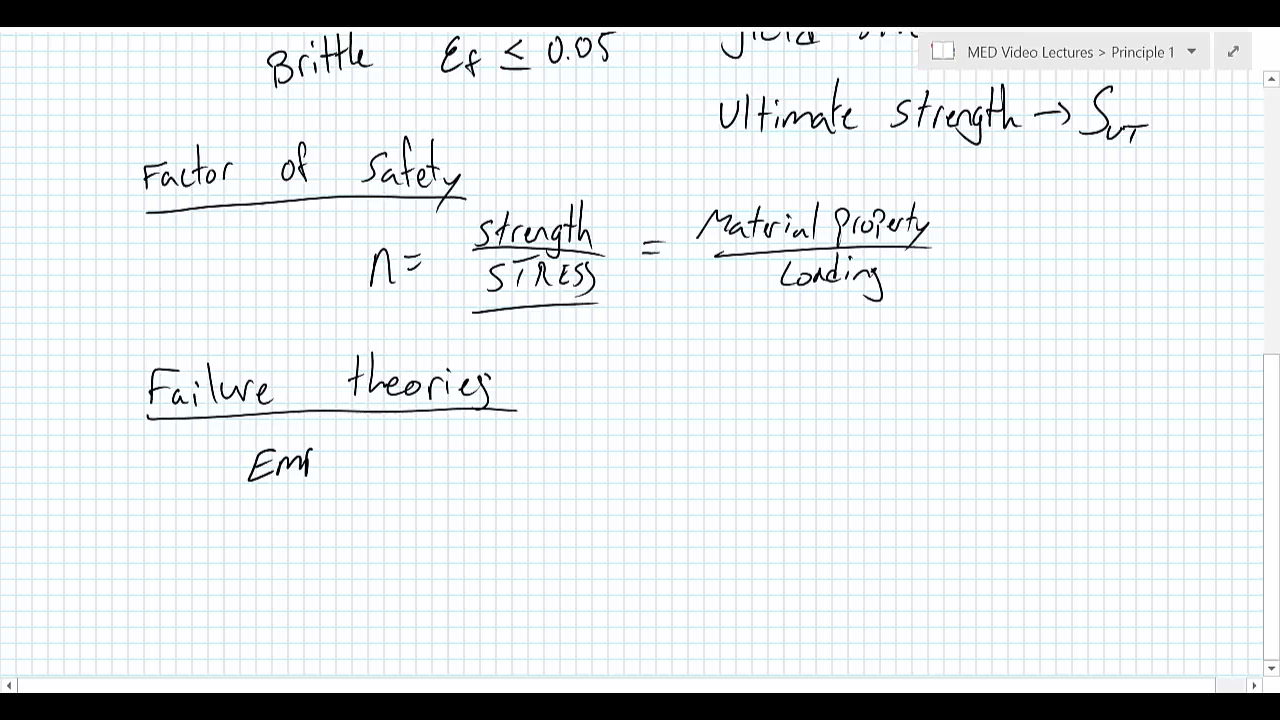 MED Video Lectures > Principle 1
Brittle εf ≤ 0.05
Ultimate strength → SUT
Factor of Safety
n = strength / STRESS = Material Property / Loading
Failure theories
Em